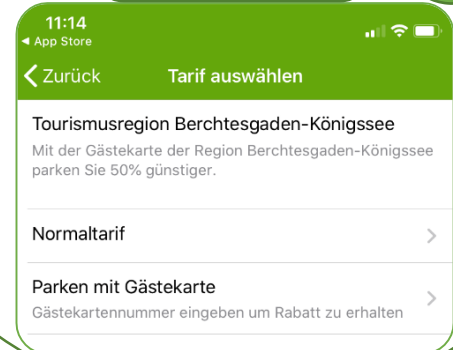 11:14
◀ App Store
Zurück
Tarif auswählen
Tourismusregion Berchtesgaden-Königssee
Mit der Gästekarte der Region Berchtesgaden-Königssee
parken Sie 50% günstiger.
Normaltarif
Parken mit Gästekarte
Gästekartennummer eingeben um Rabatt zu erhalten